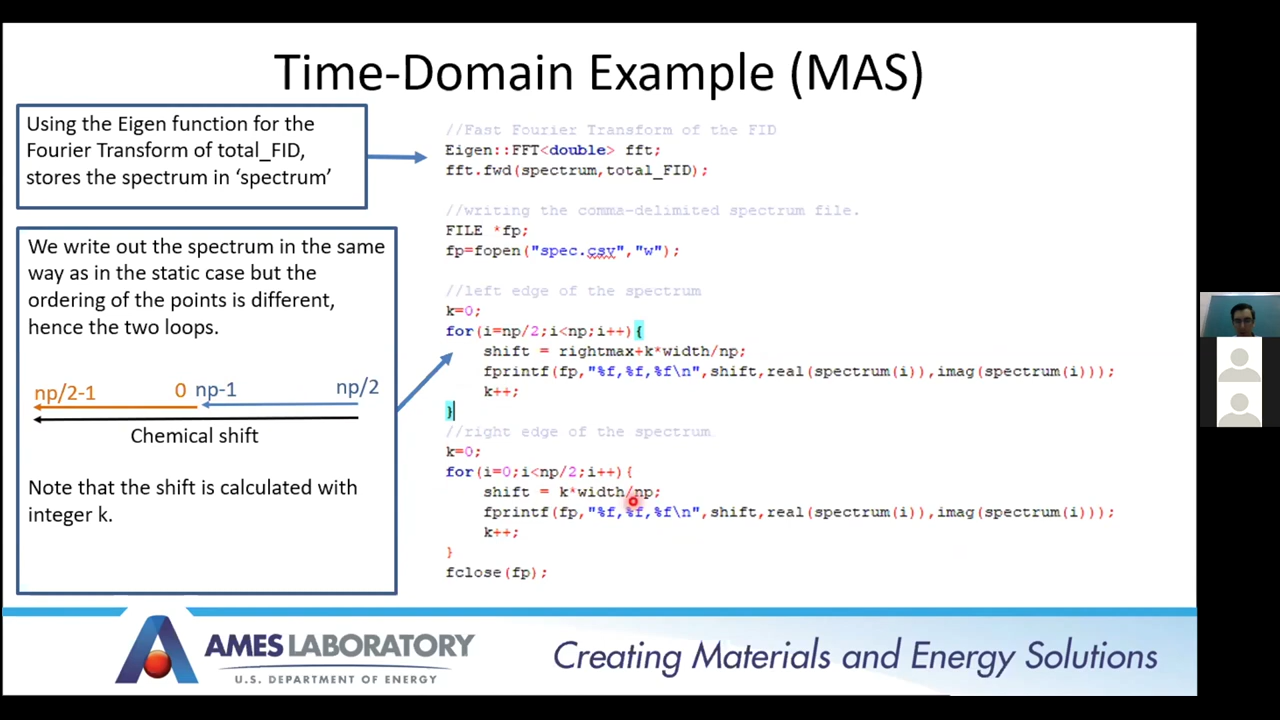 Time-Domain Example (MAS)
Using the Eigen function for the
Fourier Transform of total_FID,
stores the spectrum in ‘spectrum’
We write out the spectrum in the same
way as in the static case but the
ordering of the points is different,
hence the two loops.
np/2-1 0 np-1 np/2
Chemical shift
Note that the shift is calculated with
integer k.
//Fast Fourier Transform of the FID
Eigen::FFT<double> fft;
fft.fwd(spectrum,total_FID);
//writing the comma-delimited spectrum file.
FILE *fp;
fp=fopen("spec.csv","w");
//left edge of the spectrum
k=0;
for(i=np/2;i<np;i++){
shift = rightmax+k*width/np;
fprintf(fp,"%f,%f,%f\n",shift,real(spectrum(i)),imag(spectrum(i)));
k++;
}
//right edge of the spectrum
k=0;
for(i=0;i<np/2;i++){
shift = k*width/np;
fprintf(fp,"%f,%f,%f\n",shift,real(spectrum(i)),imag(spectrum(i)));
k++;
}
fclose(fp);
AMES LABORATORY
U.S. DEPARTMENT OF ENERGY
Creating Materials and Energy Solutions